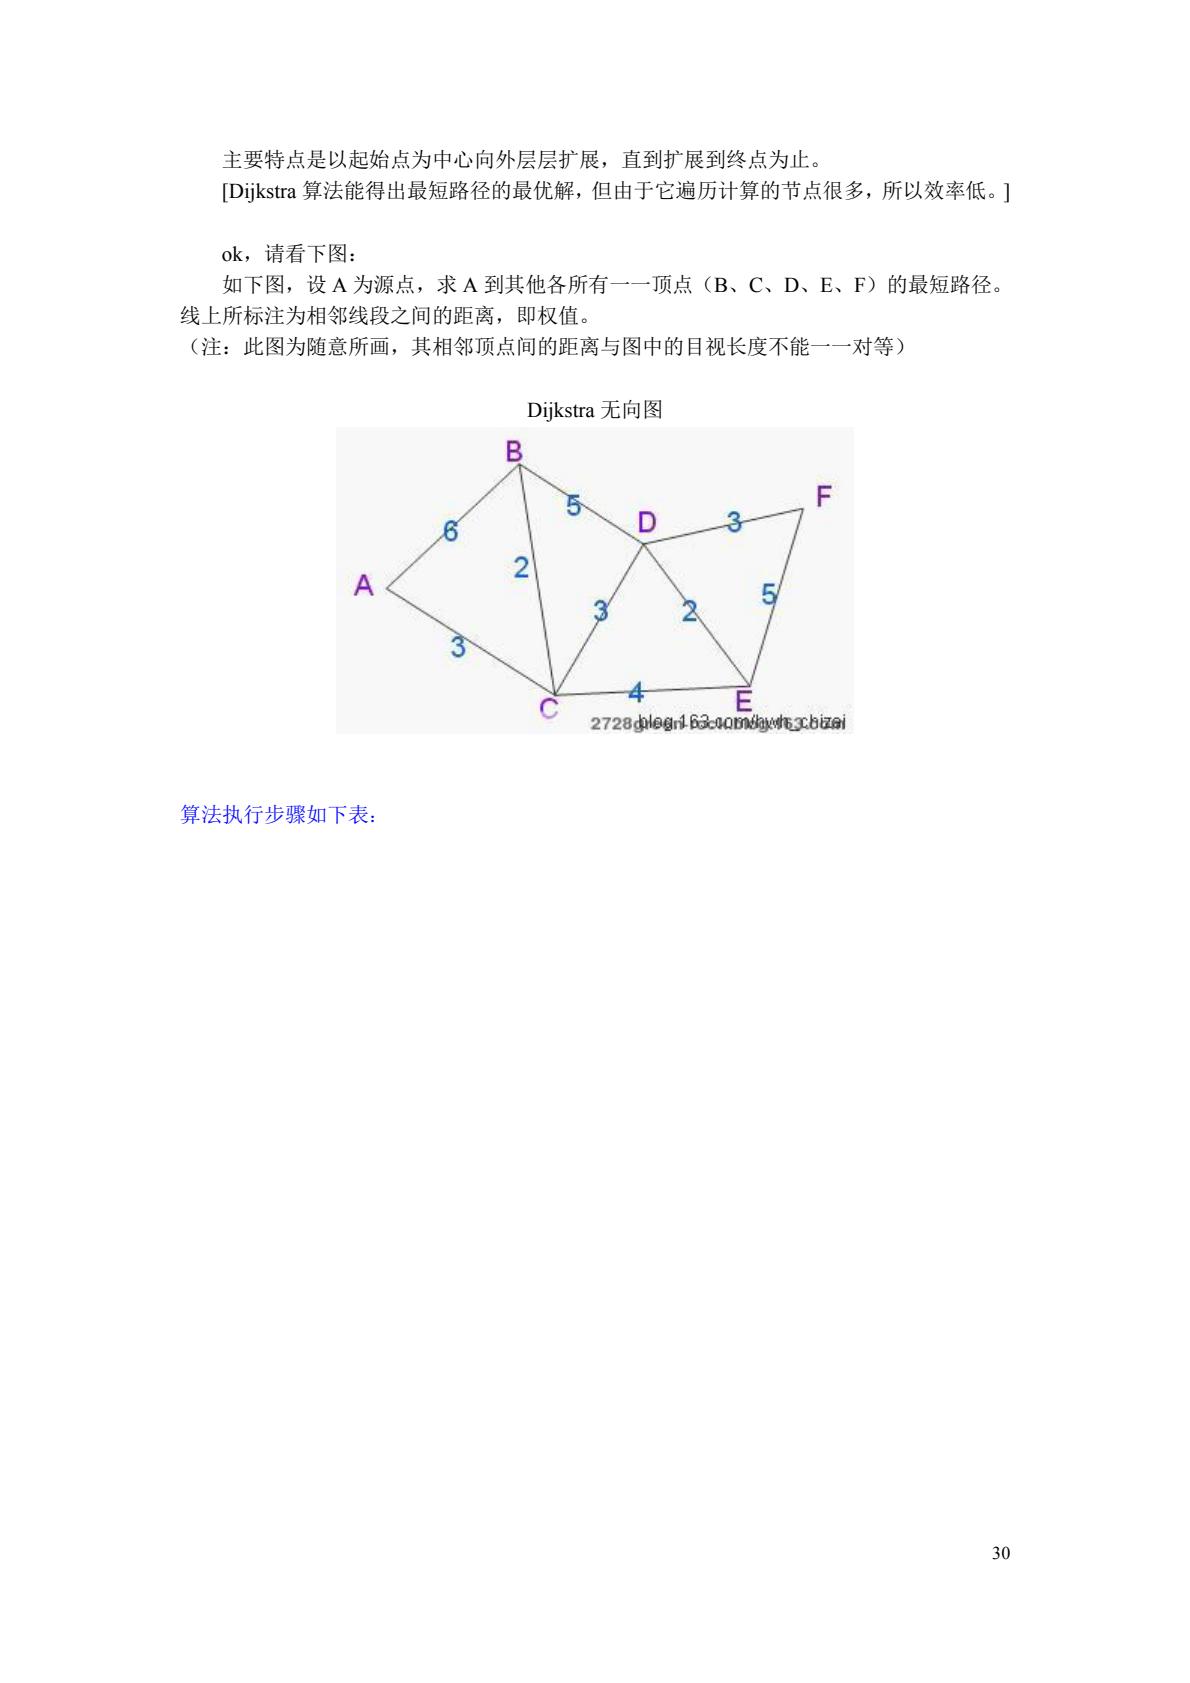 主要特点是以起始点为中心向外层层扩展，直到扩展到终点为止。
[Dijkstra 算法能得出最短路径的最优解，但由于它遍历计算的节点很多，所以效率低。]
ok，请看下图：
如下图，设 A 为源点，求 A 到其他各所有一一顶点（B、C、D、E、F）的最短路径。
线上所标注为相邻线段之间的距离，即权值。
（注：此图为随意所画，其相邻顶点间的距离与图中的目视长度不能一一对等）
Dijkstra 无向图
B
F
5
D
3
6
2
A
5
3
2
3
4
E
C
算法执行步骤如下表：
30